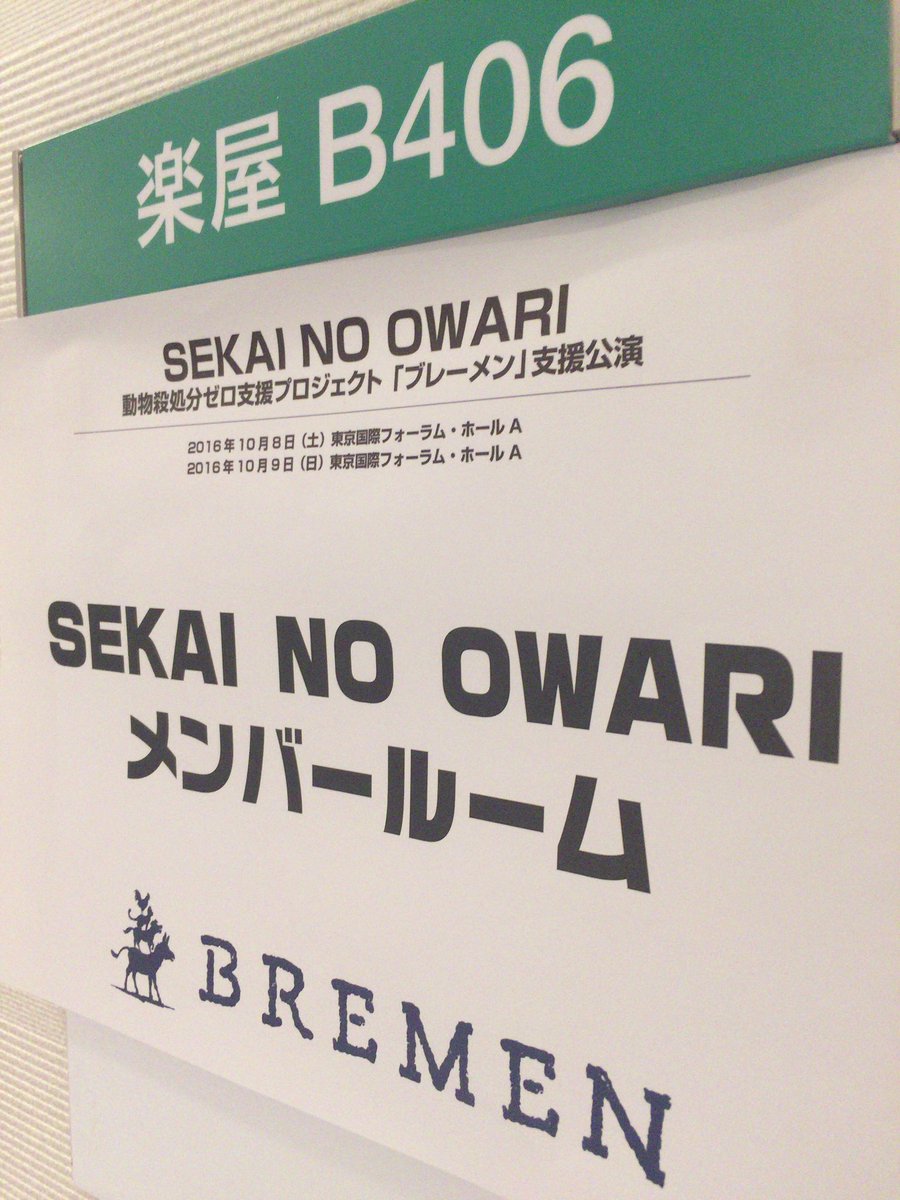 楽屋 B406
SEKAI NO OWARI
動物殺処分ゼロ支援プロジェクト「ブレーメン」支援公演
2016年10月8日（土）東京国際フォーラム・ホールA
2016年10月9日（日）東京国際フォーラム・ホールA
SEKAI NO OWARI
メンバールーム
BREMEN